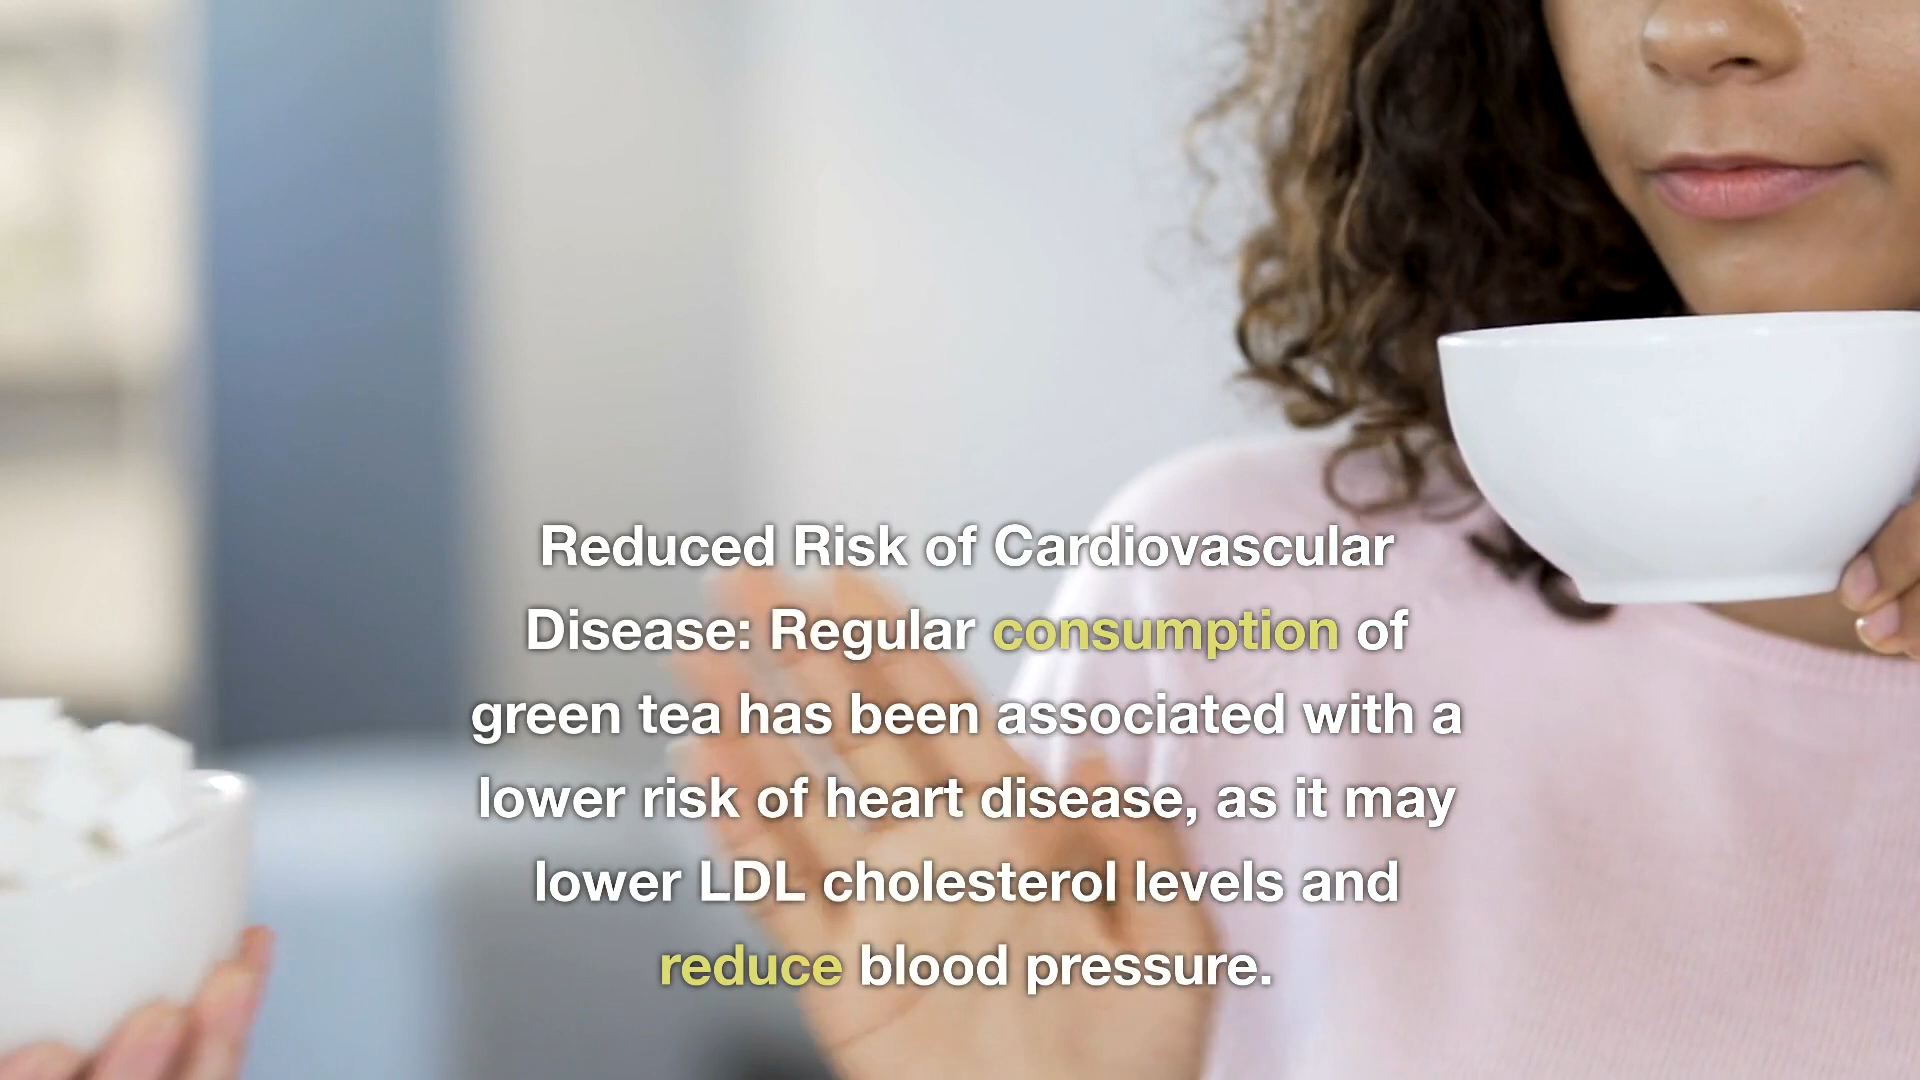 Reduced Risk of Cardiovascular
Disease: Regular consumption of
green tea has been associated with a
lower risk of heart disease, as it may
lower LDL cholesterol levels and
reduce blood pressure.